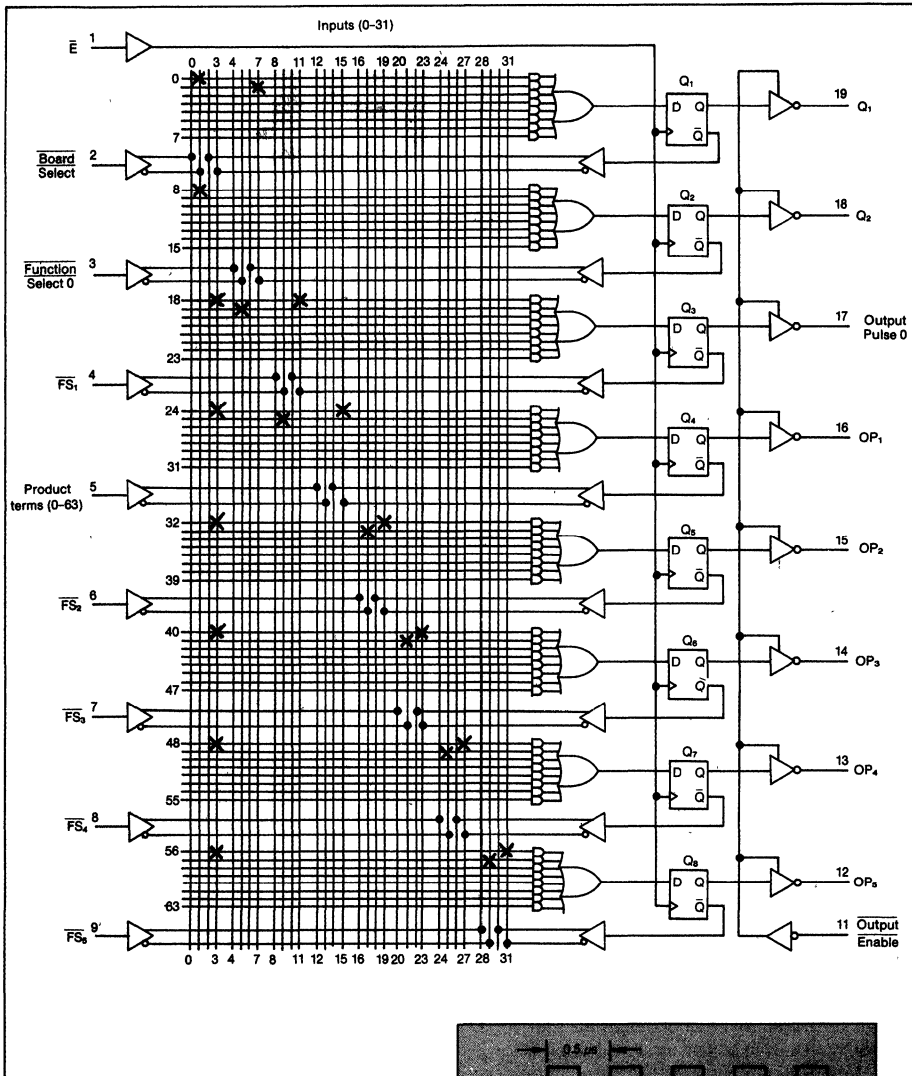 Inputs (0–31)
E̅ 1
0 3 4 7 8 11 12 15 16 19 20 23 24 27 28 31
0
7
Q₁
D Q
Q̅
19 Q₁
Board
Select
2
8
15
Q₂
D Q
Q̅
18 Q₂
Function
Select 0
3
18
23
Q₃
D Q
Q̅
17 Output
Pulse 0
FS₁ 4
24
31
Q₄
D Q
Q̅
16 OP₁
Product
terms (0–63)
5
32
39
Q₅
D Q
Q̅
15 OP₂
FS₂ 6
40
47
Q₆
D Q
Q̅
14 OP₃
FS₃ 7
48
55
Q₇
D Q
Q̅
13 OP₄
FS₄ 8
56
63
Q₈
D Q
Q̅
12 OP₅
FS₆ 9
11 Output
Enable
0 3 4 7 8 11 12 15 16 19 20 23 24 27 28 31
0.5 μs